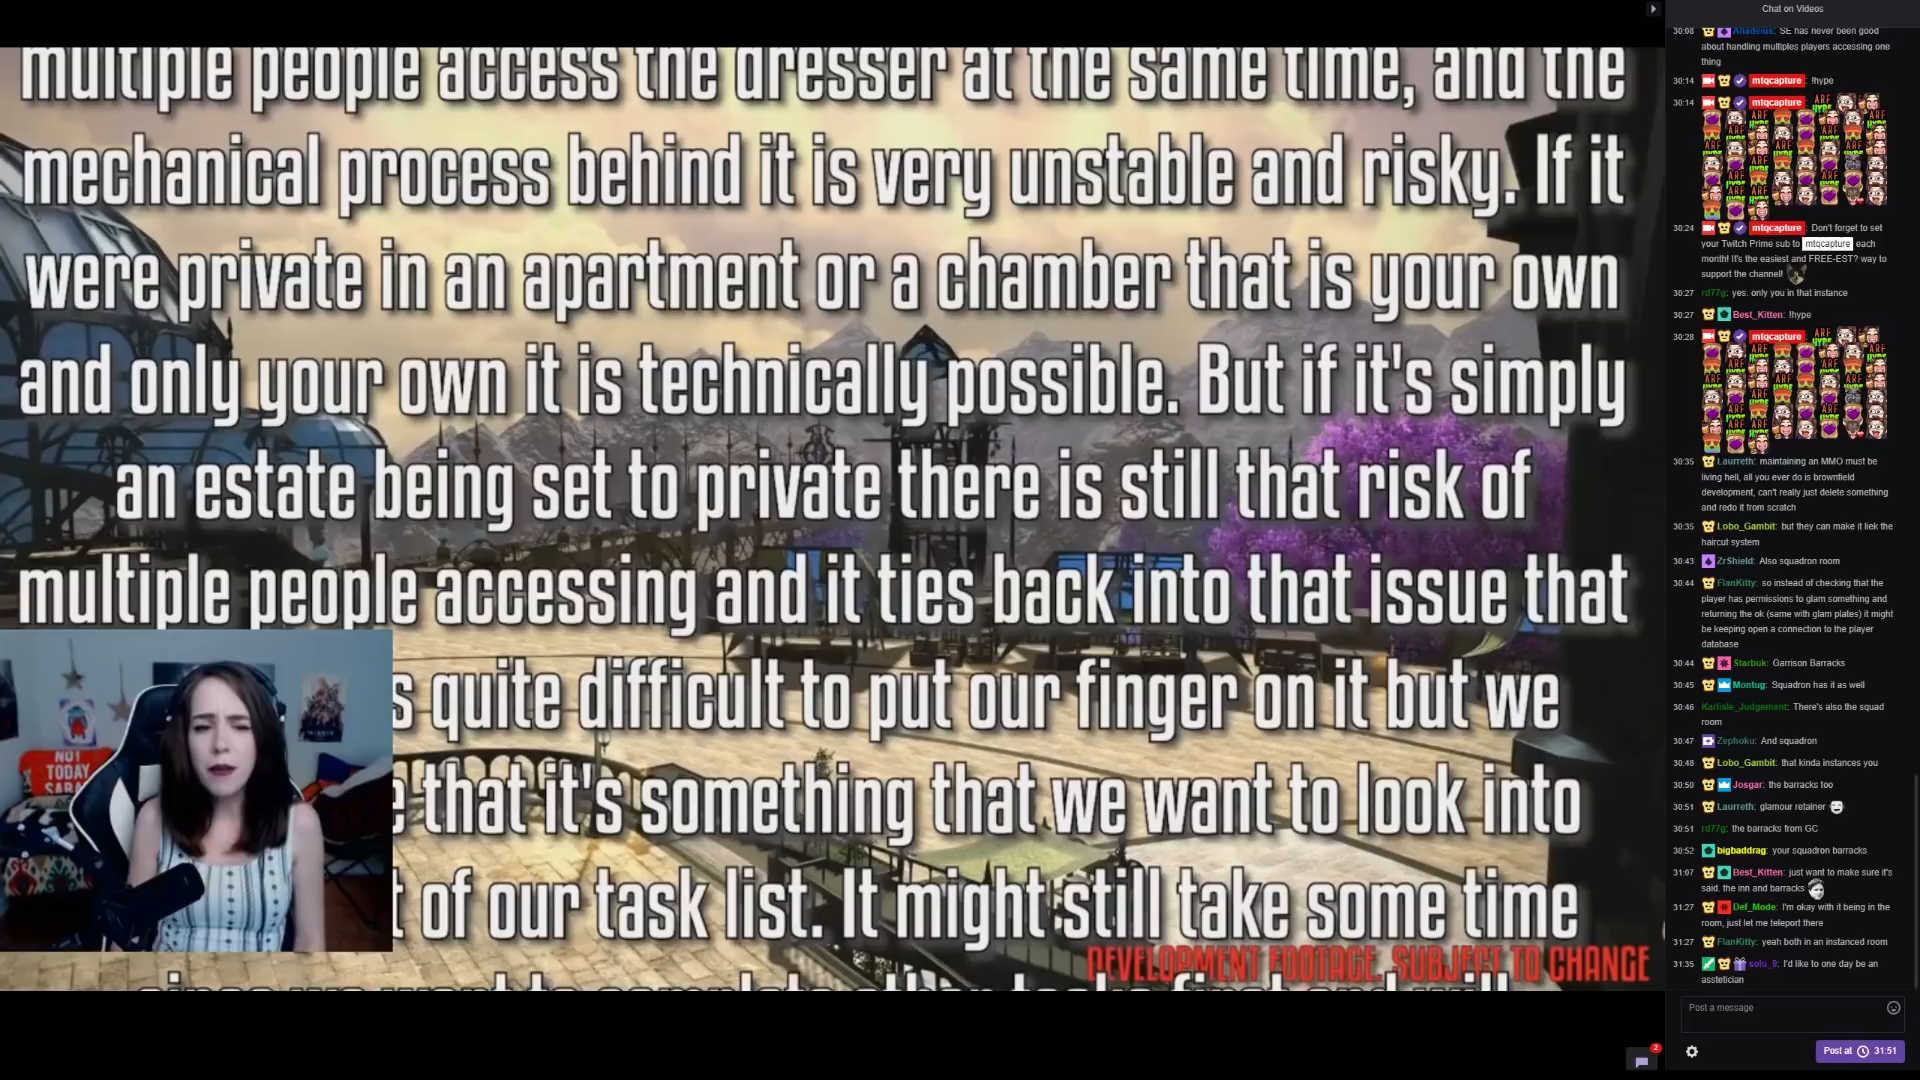 multiple people access the dresser at the same time, and the
mechanical process behind it is very unstable and risky. If it
were private in an apartment or a chamber that is your own
and only your own it is technically possible. But if it's simply
an estate being set to private there is still that risk of
multiple people accessing and it ties back into that issue that
s quite difficult to put our finger on it but we
that it's something that we want to look into
t of our task list. It might still take some time
DEVELOPMENT FOOTAGE. SUBJECT TO CHANGE
NOT
TODAY
Chat on Videos
30:08 Anadelus: SE has never been good
about handling multiples players accessing one
thing
30:14 mtqcapture !hype
30:14 mtqcapture
30:24 mtqcapture: Don't forget to set
your Twitch Prime sub to mtqcapture each
month! It's the easiest and FREE-EST? way to
support the channel!
30:27 rd77g: yes. only you in that instance
30:27 Best_Kitten: !hype
30:28 mtqcapture
30:35 Laurreth: maintaining an MMO must be
living hell, all you ever do is brownfield
development, can't really just delete something
and redo it from scratch
30:35 Lobo_Gambit: but they can make it liek the
haircut system
30:43 ZrShield: Also squadron room
30:44 FlanKitty: so instead of checking that the
player has permissions to glam something and
returning the ok (same with glam plates) it might
be keeping open a connection to the player
database
30:44 Starbuk: Garrison Barracks
30:45 Montug: Squadron has it as well
30:46 Karlisle_Judgement: There's also the squad
room
30:47 Zephoku: And squadron
30:48 Lobo_Gambit: that kinda instances you
30:50 Josgar: the barracks too
30:51 Laurreth: glamour retainer
30:51 rd77g: the barracks from GC
30:52 bigbaddrag: your squadron barracks
31:07 Best_Kitten: just want to make sure it's
said. the inn and barracks
31:27 Def_Mode: I'm okay with it being in the
room, just let me teleport there
31:27 FlanKitty: yeah both in an instanced room
31:35 solu_9: I'd like to one day be an
asstetician
Post a message
Post at 31:51
2